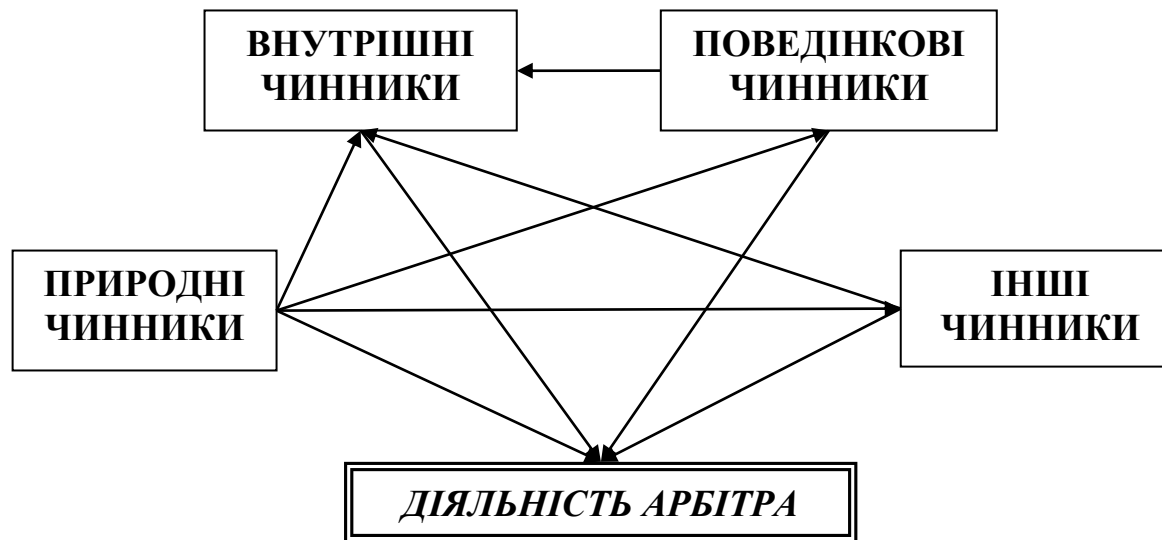 ВНУТРІШНІ
ЧИННИКИ
ПОВЕДІНКОВІ
ЧИННИКИ
ПРИРОДНІ
ЧИННИКИ
ІНШІ
ЧИННИКИ
ДІЯЛЬНІСТЬ АРБІТРА